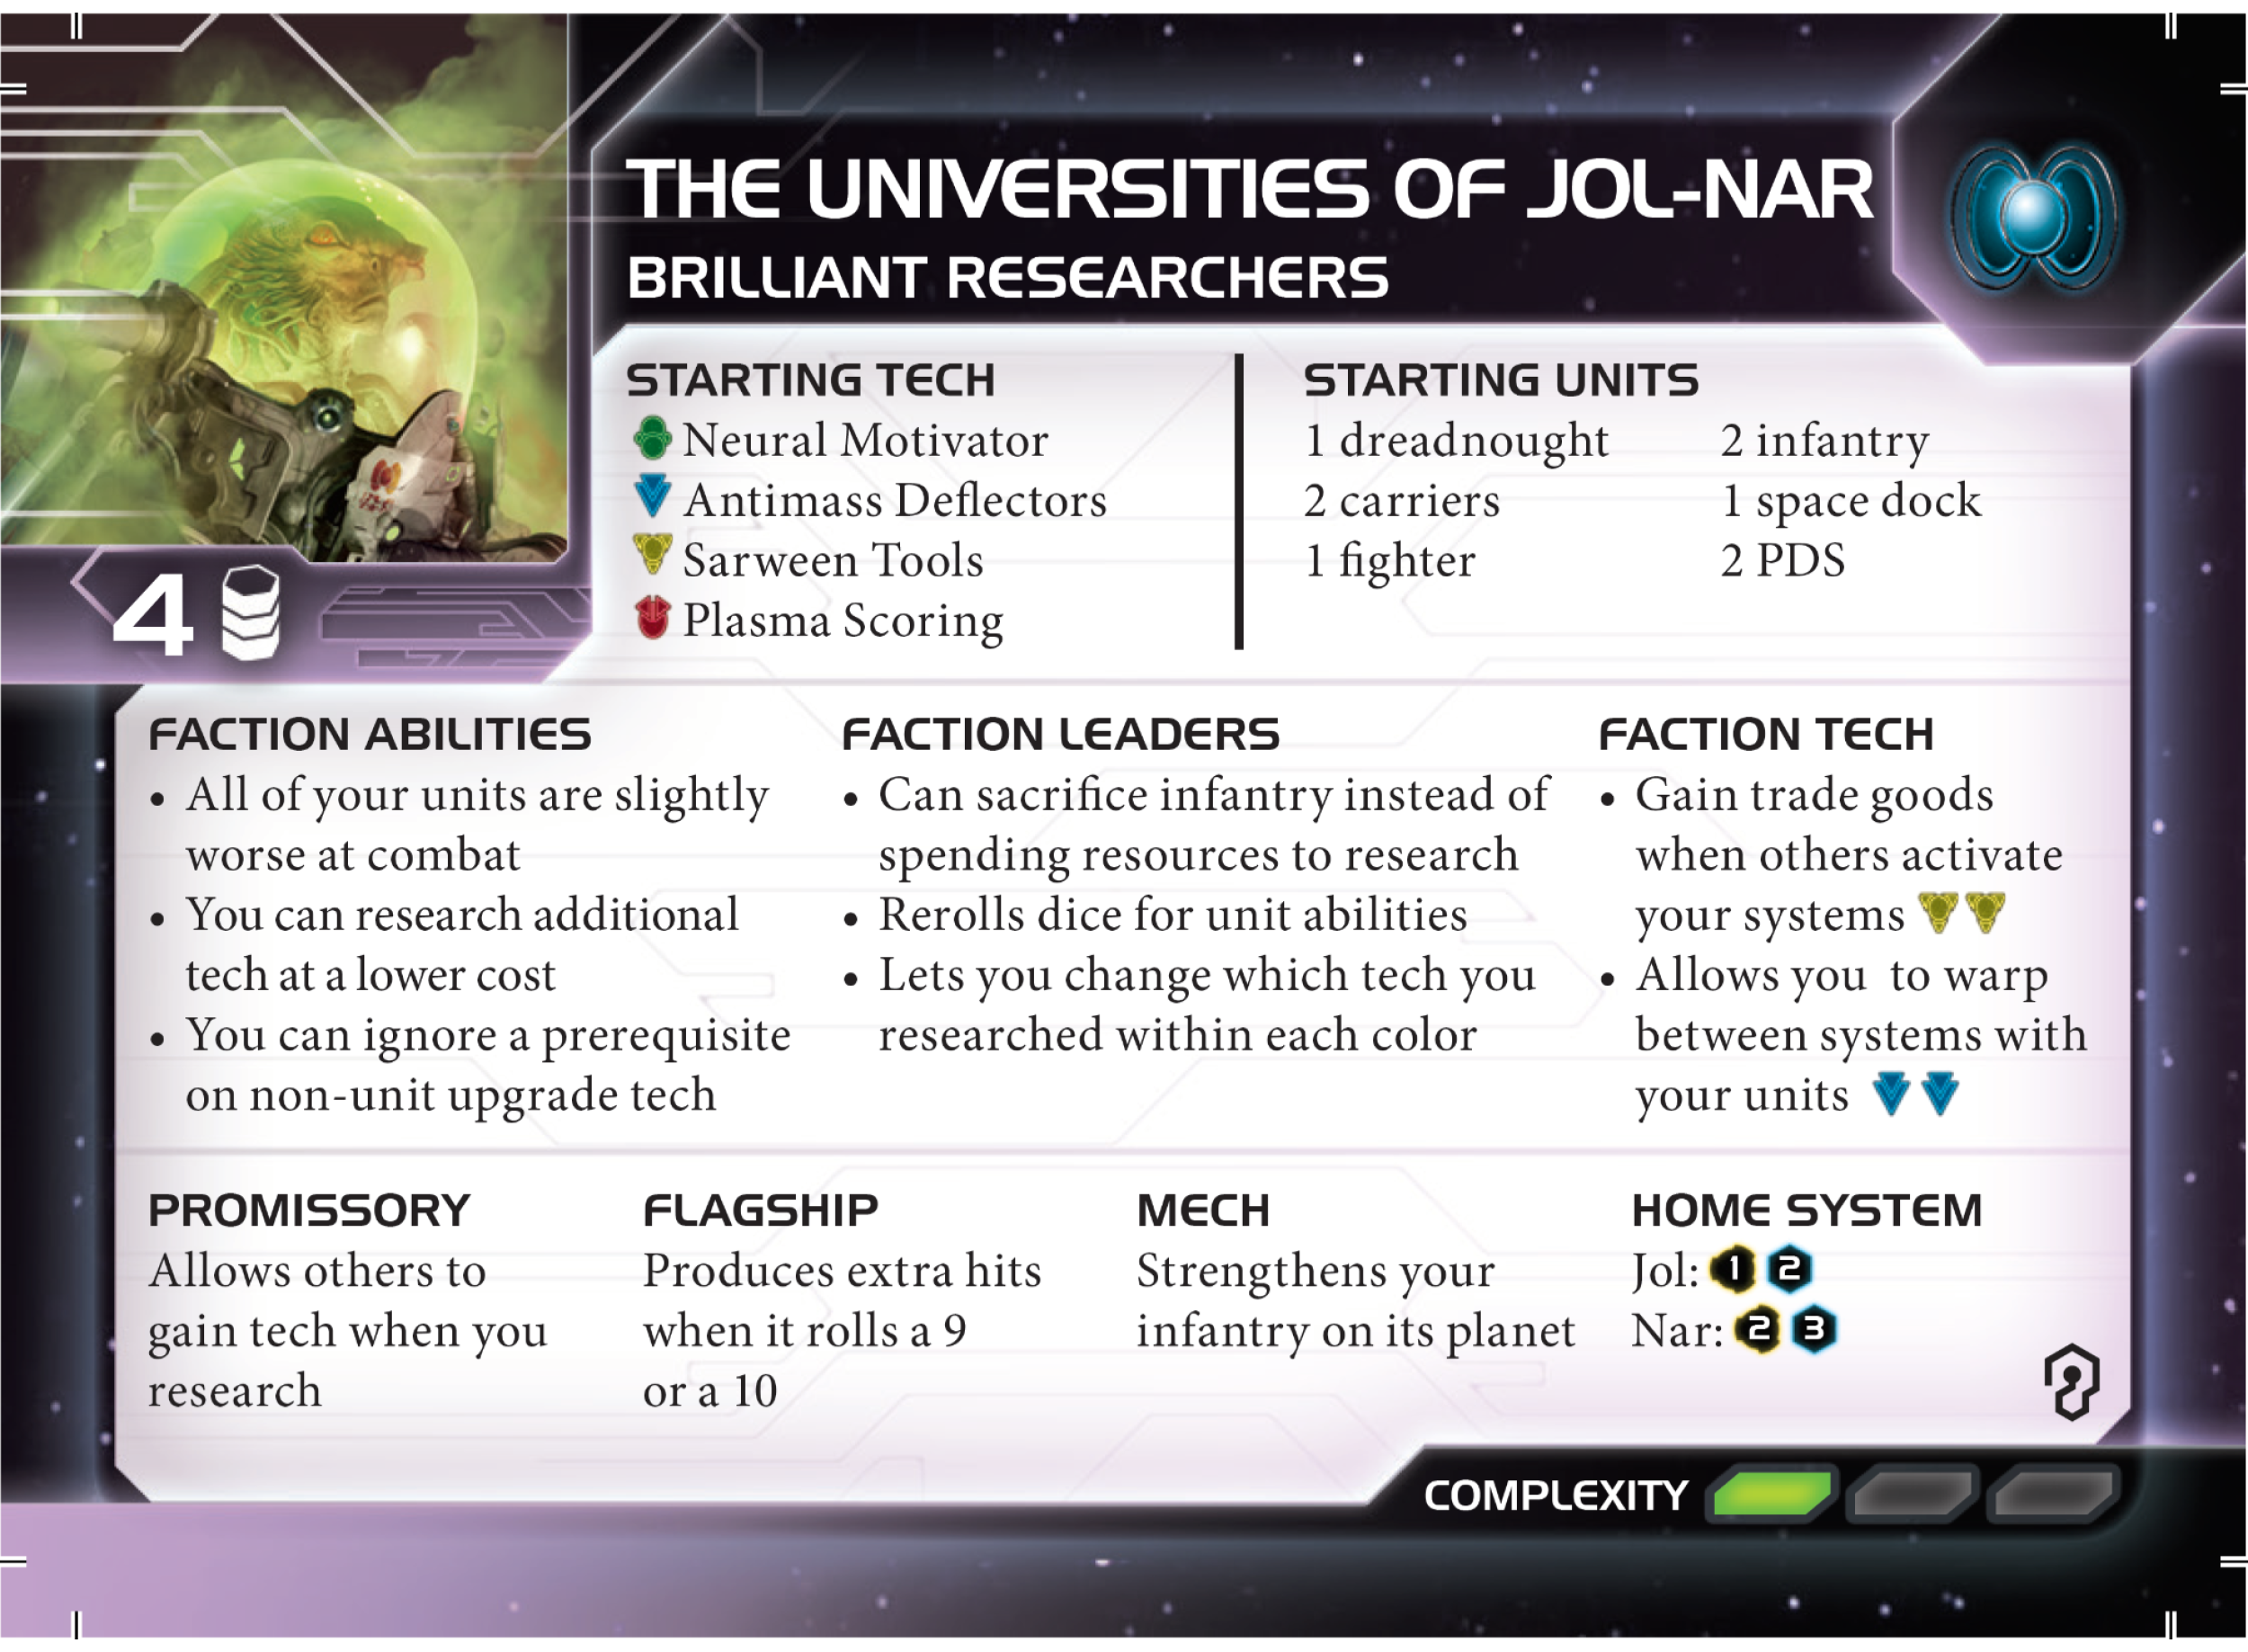 THE UNIVERSITIES OF JOL-NAR
BRILLIANT RESEARCHERS
4
STARTING TECH
Neural Motivator
Antimass Deflectors
Sarween Tools
Plasma Scoring
STARTING UNITS
1 dreadnought
2 carriers
1 fighter
2 infantry
1 space dock
2 PDS
FACTION ABILITIES
• All of your units are slightly
worse at combat
• You can research additional
tech at a lower cost
• You can ignore a prerequisite
on non-unit upgrade tech
FACTION LEADERS
• Can sacrifice infantry instead of
spending resources to research
• Rerolls dice for unit abilities
• Lets you change which tech you
researched within each color
FACTION TECH
• Gain trade goods
when others activate
your systems
• Allows you to warp
between systems with
your units
PROMISSORY
Allows others to
gain tech when you
research
FLAGSHIP
Produces extra hits
when it rolls a 9
or a 10
MECH
Strengthens your
infantry on its planet
HOME SYSTEM
Jol: 1 2
Nar: 2 3
COMPLEXITY